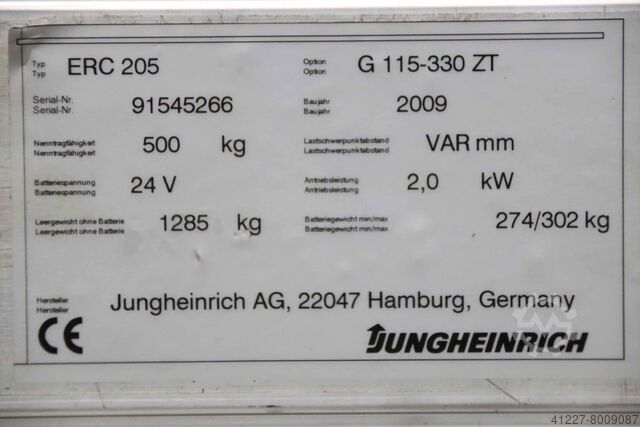 Typ ERC 205 Option G 115-330 ZT
Typ Option
Serial-Nr. 91545266 Baujahr 2009
Serial-Nr. Baujahr
Nenntragfähigkeit 500 kg Lastschwerpunktabstand VAR mm
Nenntragfähigkeit Lastschwerpunktabstand
Batteriespannung 24 V Antriebsleistung 2,0 kW
Batteriespannung Antriebsleistung
Leergewicht ohne Batterie 1285 kg Batteriegewicht min/max 274/302 kg
Leergewicht ohne Batterie Batteriegewicht min/max
Hersteller Jungheinrich AG, 22047 Hamburg, Germany
Hersteller
CE JUNGHEINRICH
41227-8009087